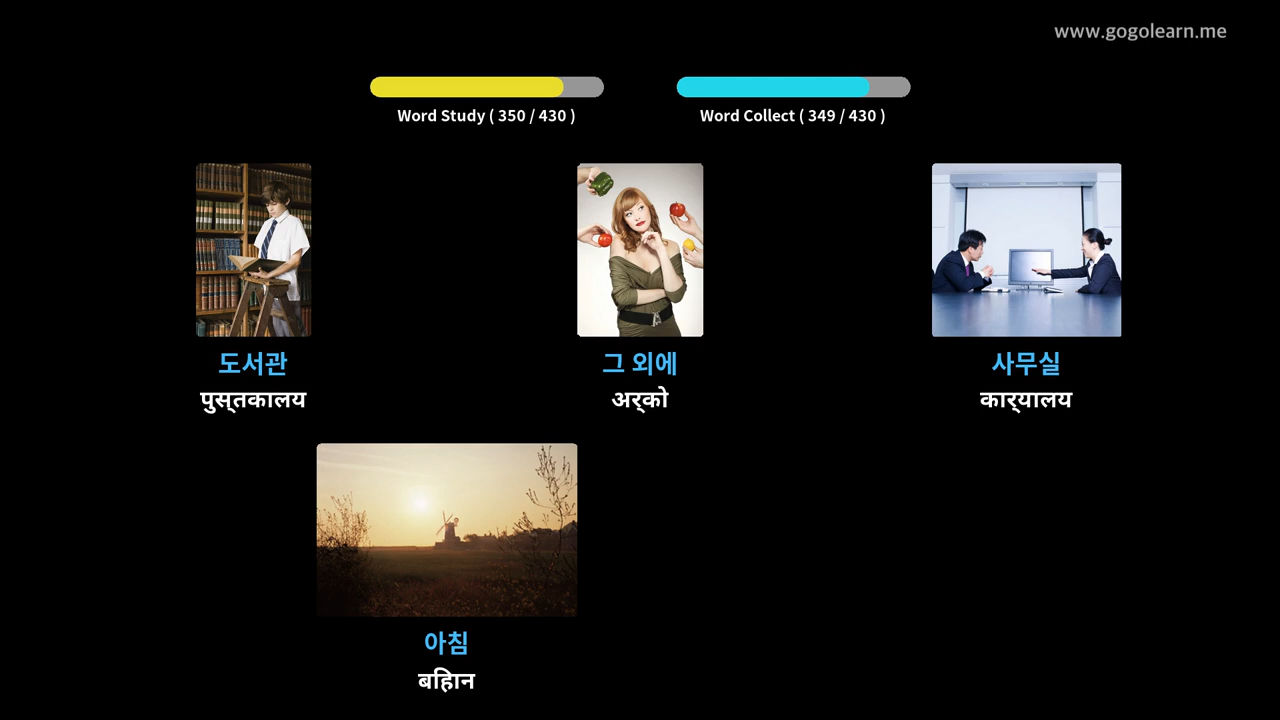 www.gogolearn.me
Word Study ( 350 / 430 )
Word Collect ( 349 / 430 )
도서관
पुस्तकालय
그 외에
अर्को
사무실
कार्यालय
아침
बिहान